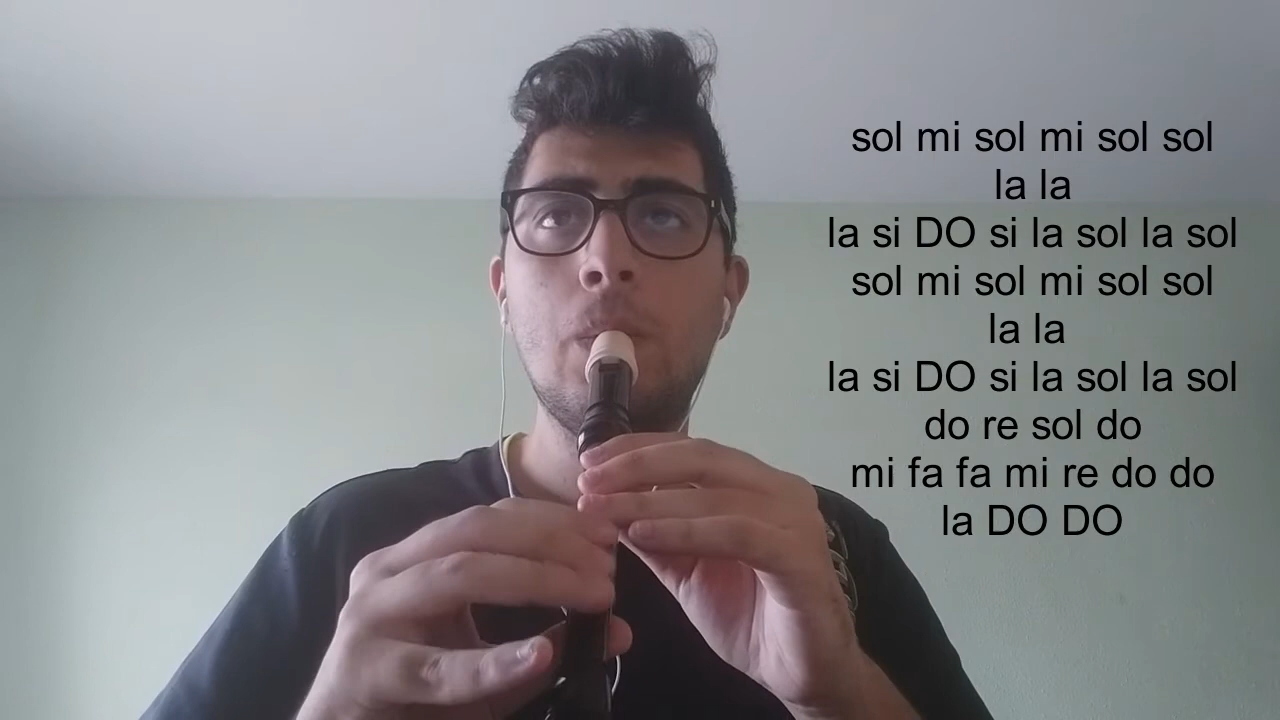 sol mi sol mi sol sol
la la
la si DO si la sol la sol
sol mi sol mi sol sol
la la
la si DO si la sol la sol
do re sol do
mi fa fa mi re do do
la DO DO